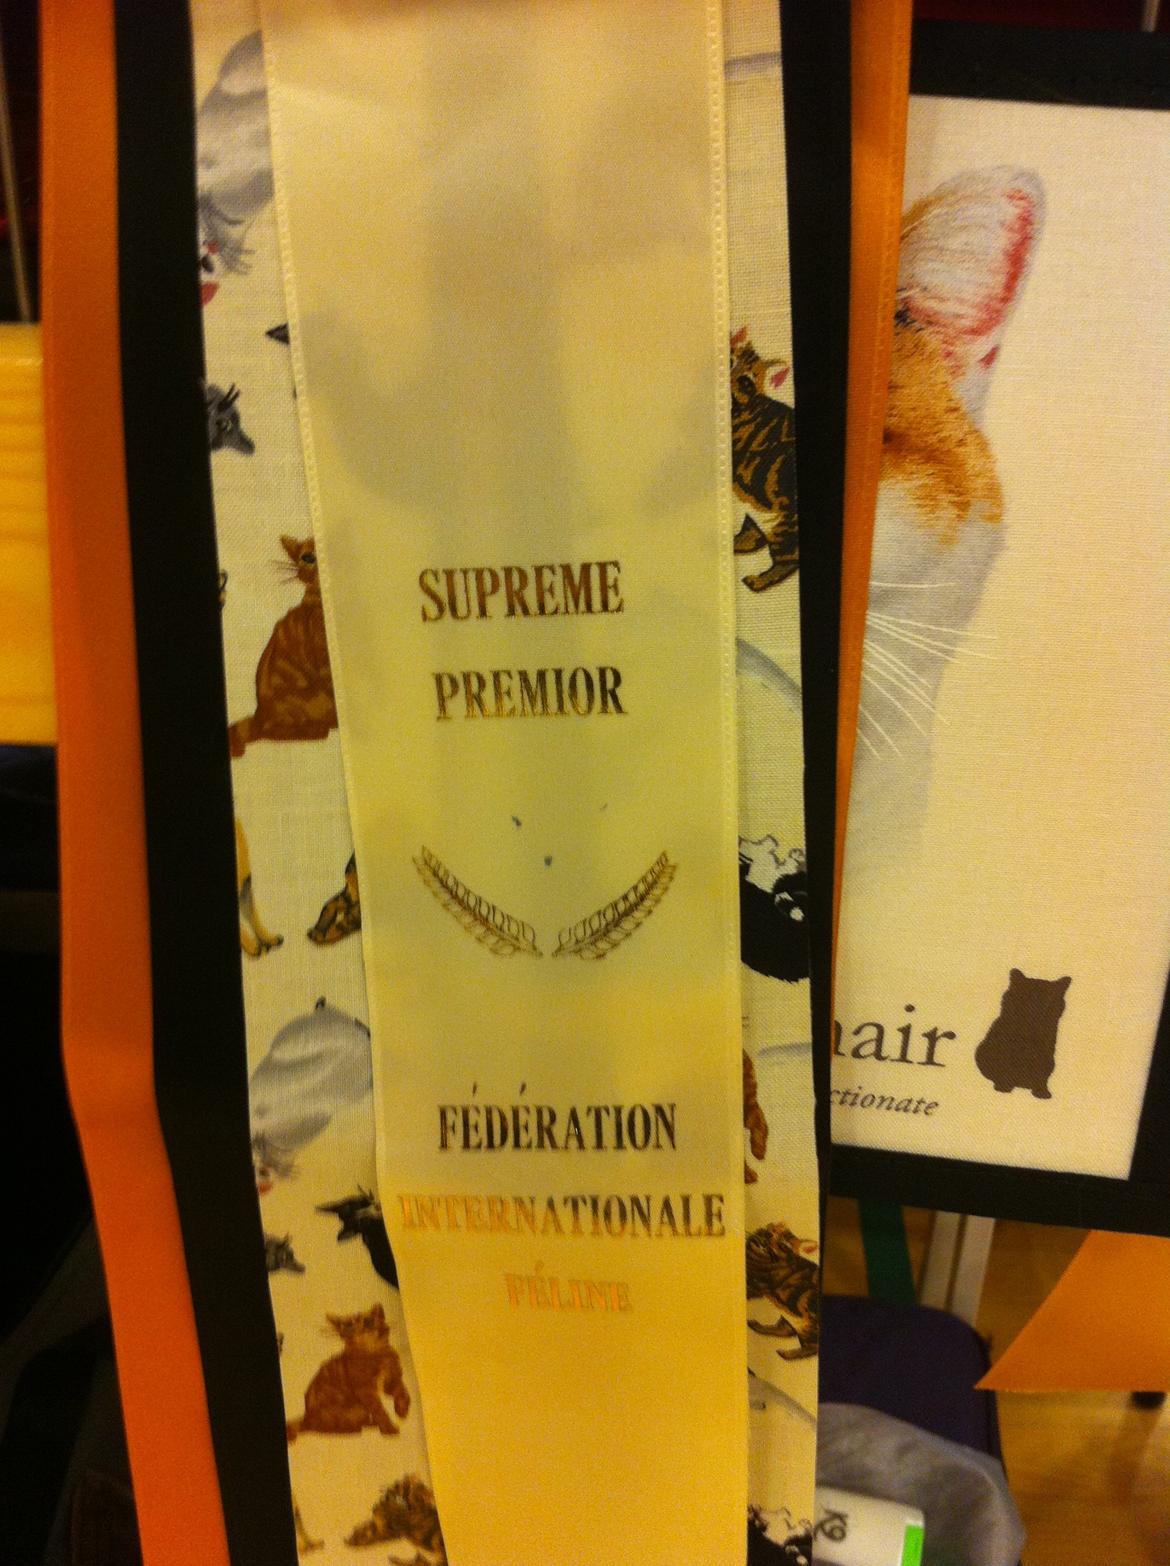 SUPREME
PREMIOR
FÉDÉRATION
INTERNATIONALE
FÉLINE
hair
ctionate